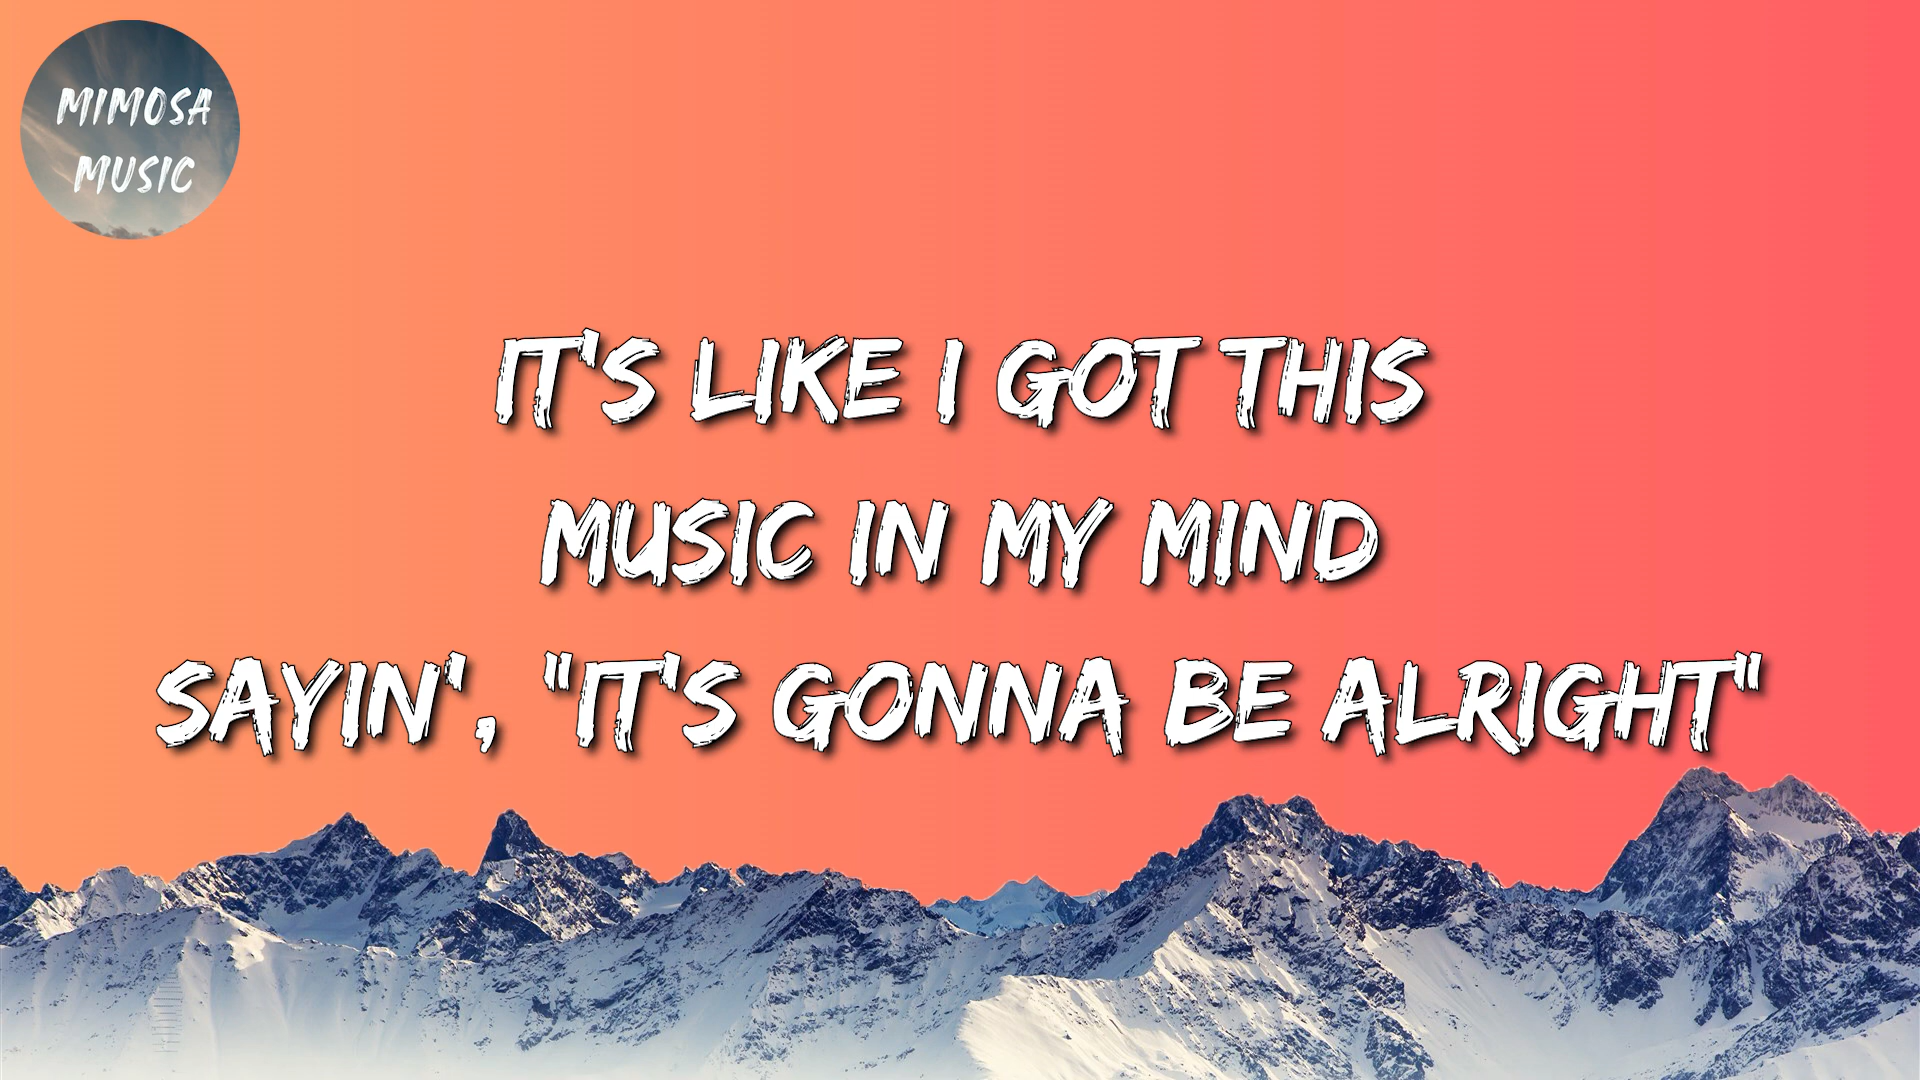 MIMOSA
MUSIC
IT'S LIKE I GOT THIS
MUSIC IN MY MIND
SAYIN', "IT'S GONNA BE ALRIGHT"